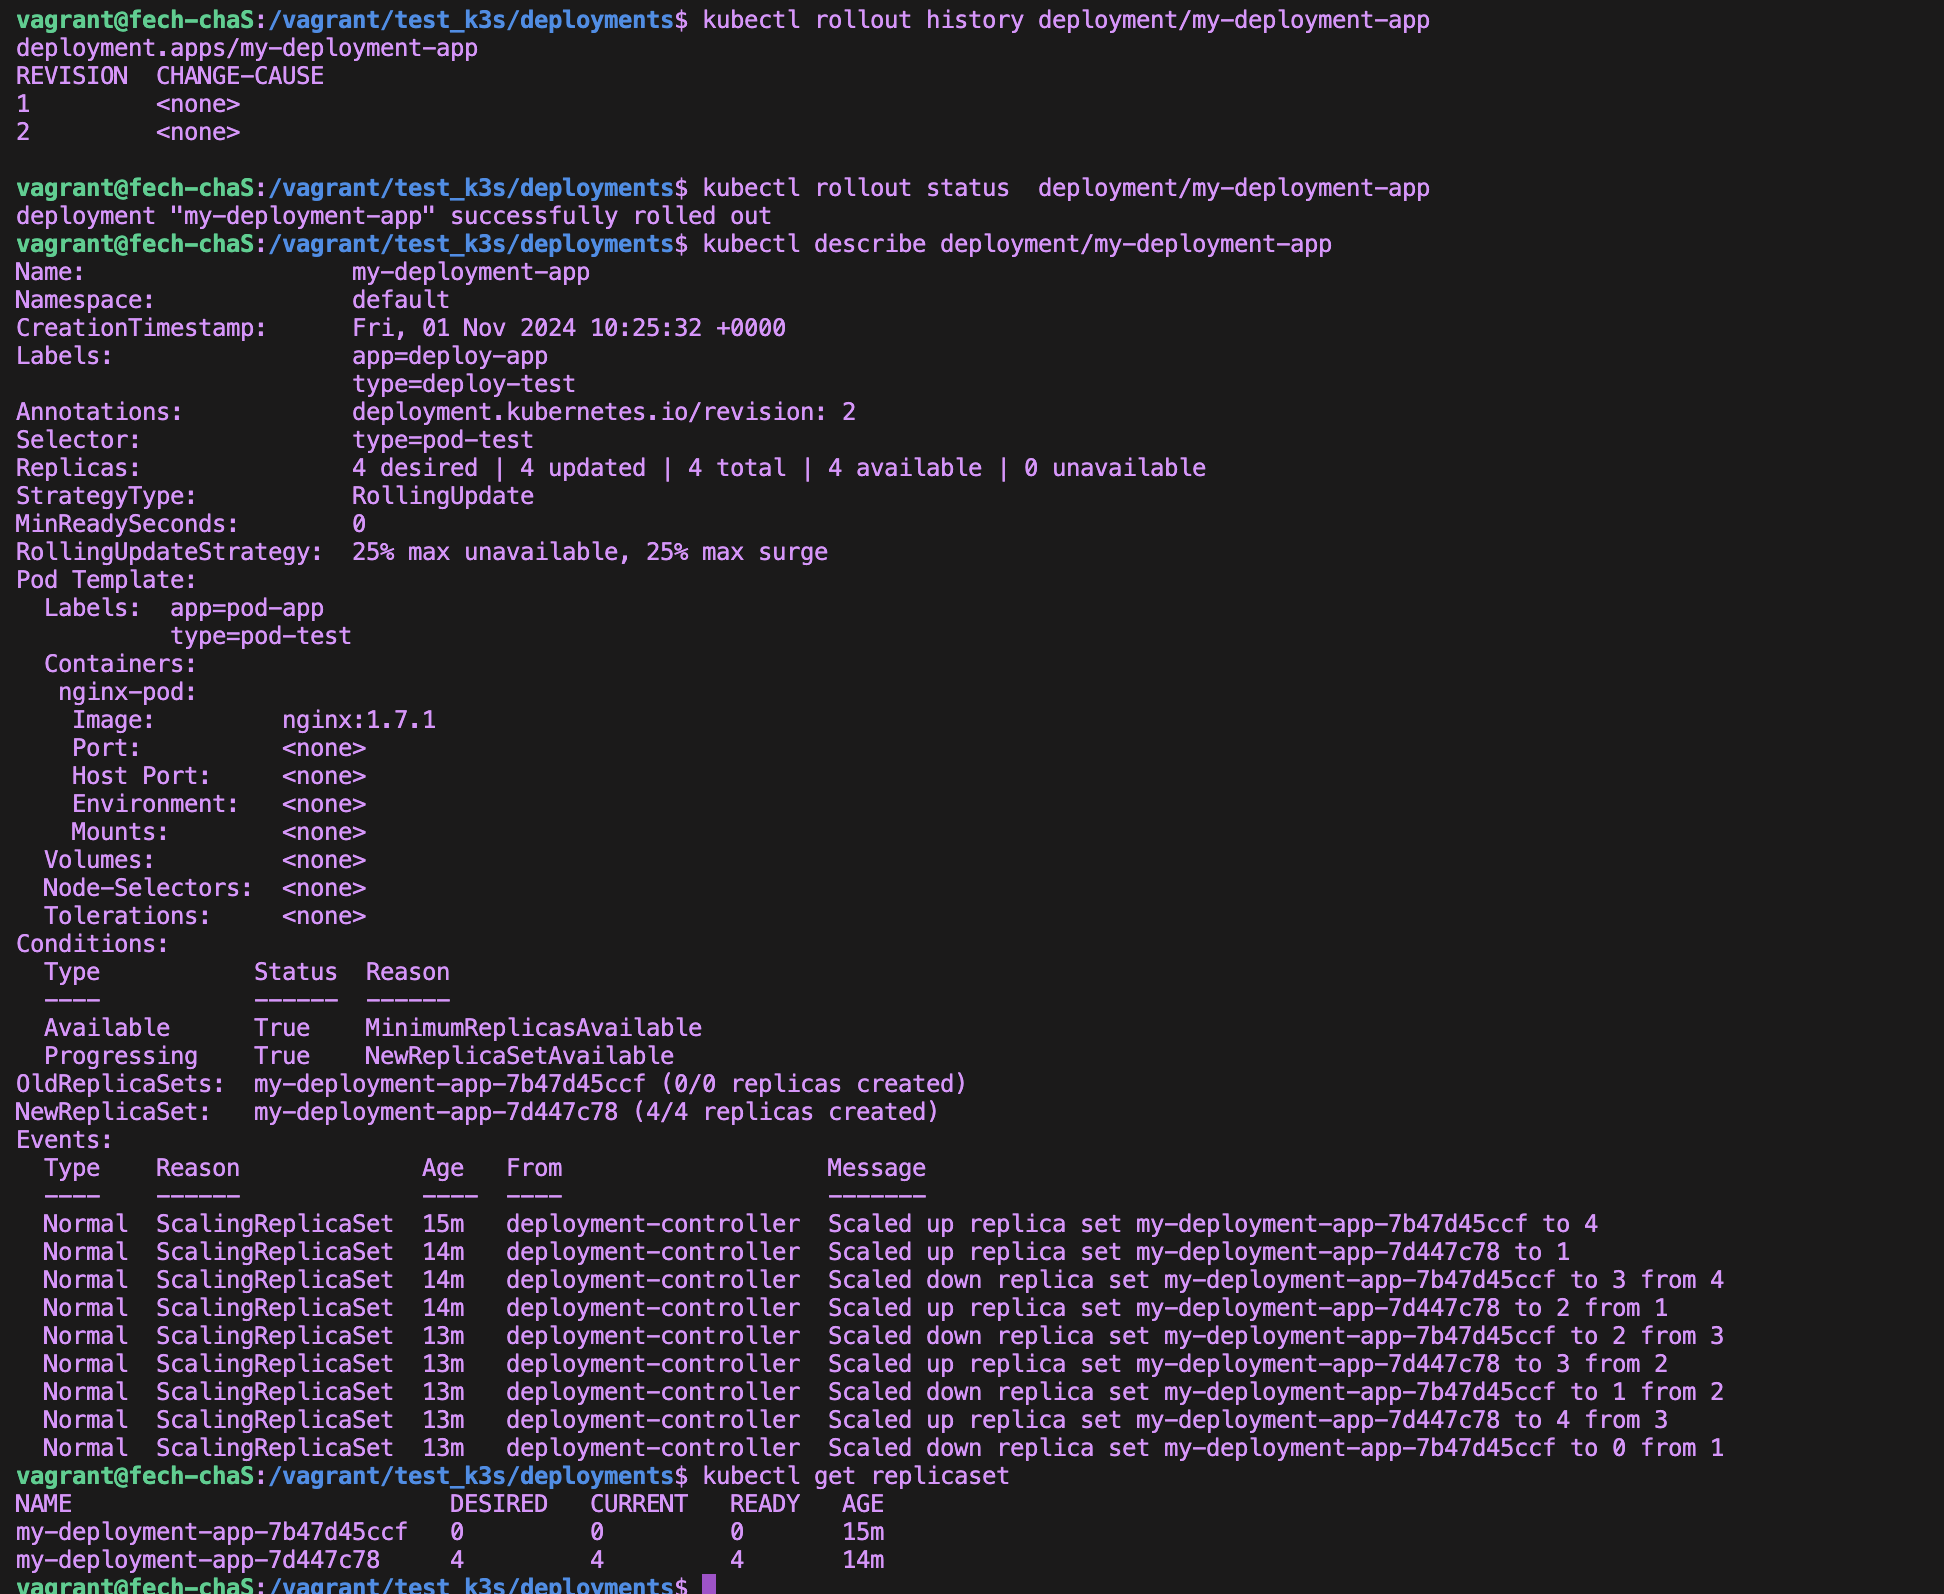 vagrant@fech-chaS:/vagrant/test_k3s/deployments$ kubectl rollout history deployment/my-deployment-app
deployment.apps/my-deployment-app
REVISION  CHANGE-CAUSE
1         <none>
2         <none>

vagrant@fech-chaS:/vagrant/test_k3s/deployments$ kubectl rollout status  deployment/my-deployment-app
deployment "my-deployment-app" successfully rolled out
vagrant@fech-chaS:/vagrant/test_k3s/deployments$ kubectl describe deployment/my-deployment-app
Name:                   my-deployment-app
Namespace:              default
CreationTimestamp:      Fri, 01 Nov 2024 10:25:32 +0000
Labels:                 app=deploy-app
                        type=deploy-test
Annotations:            deployment.kubernetes.io/revision: 2
Selector:               type=pod-test
Replicas:               4 desired | 4 updated | 4 total | 4 available | 0 unavailable
StrategyType:           RollingUpdate
MinReadySeconds:        0
RollingUpdateStrategy:  25% max unavailable, 25% max surge
Pod Template:
  Labels:  app=pod-app
           type=pod-test
  Containers:
   nginx-pod:
    Image:         nginx:1.7.1
    Port:          <none>
    Host Port:     <none>
    Environment:   <none>
    Mounts:        <none>
  Volumes:         <none>
  Node-Selectors:  <none>
  Tolerations:     <none>
Conditions:
  Type           Status  Reason
  ----           ------  ------
  Available      True    MinimumReplicasAvailable
  Progressing    True    NewReplicaSetAvailable
OldReplicaSets:  my-deployment-app-7b47d45ccf (0/0 replicas created)
NewReplicaSet:   my-deployment-app-7d447c78 (4/4 replicas created)
Events:
  Type    Reason             Age   From                   Message
  ----    ------             ----  ----                   -------
  Normal  ScalingReplicaSet  15m   deployment-controller  Scaled up replica set my-deployment-app-7b47d45ccf to 4
  Normal  ScalingReplicaSet  14m   deployment-controller  Scaled up replica set my-deployment-app-7d447c78 to 1
  Normal  ScalingReplicaSet  14m   deployment-controller  Scaled down replica set my-deployment-app-7b47d45ccf to 3 from 4
  Normal  ScalingReplicaSet  14m   deployment-controller  Scaled up replica set my-deployment-app-7d447c78 to 2 from 1
  Normal  ScalingReplicaSet  13m   deployment-controller  Scaled down replica set my-deployment-app-7b47d45ccf to 2 from 3
  Normal  ScalingReplicaSet  13m   deployment-controller  Scaled up replica set my-deployment-app-7d447c78 to 3 from 2
  Normal  ScalingReplicaSet  13m   deployment-controller  Scaled down replica set my-deployment-app-7b47d45ccf to 1 from 2
  Normal  ScalingReplicaSet  13m   deployment-controller  Scaled up replica set my-deployment-app-7d447c78 to 4 from 3
  Normal  ScalingReplicaSet  13m   deployment-controller  Scaled down replica set my-deployment-app-7b47d45ccf to 0 from 1
vagrant@fech-chaS:/vagrant/test_k3s/deployments$ kubectl get replicaset
NAME                           DESIRED   CURRENT   READY   AGE
my-deployment-app-7b47d45ccf   0         0         0       15m
my-deployment-app-7d447c78     4         4         4       14m
vagrant@fech-chaS:/vagrant/test_k3s/deployments$